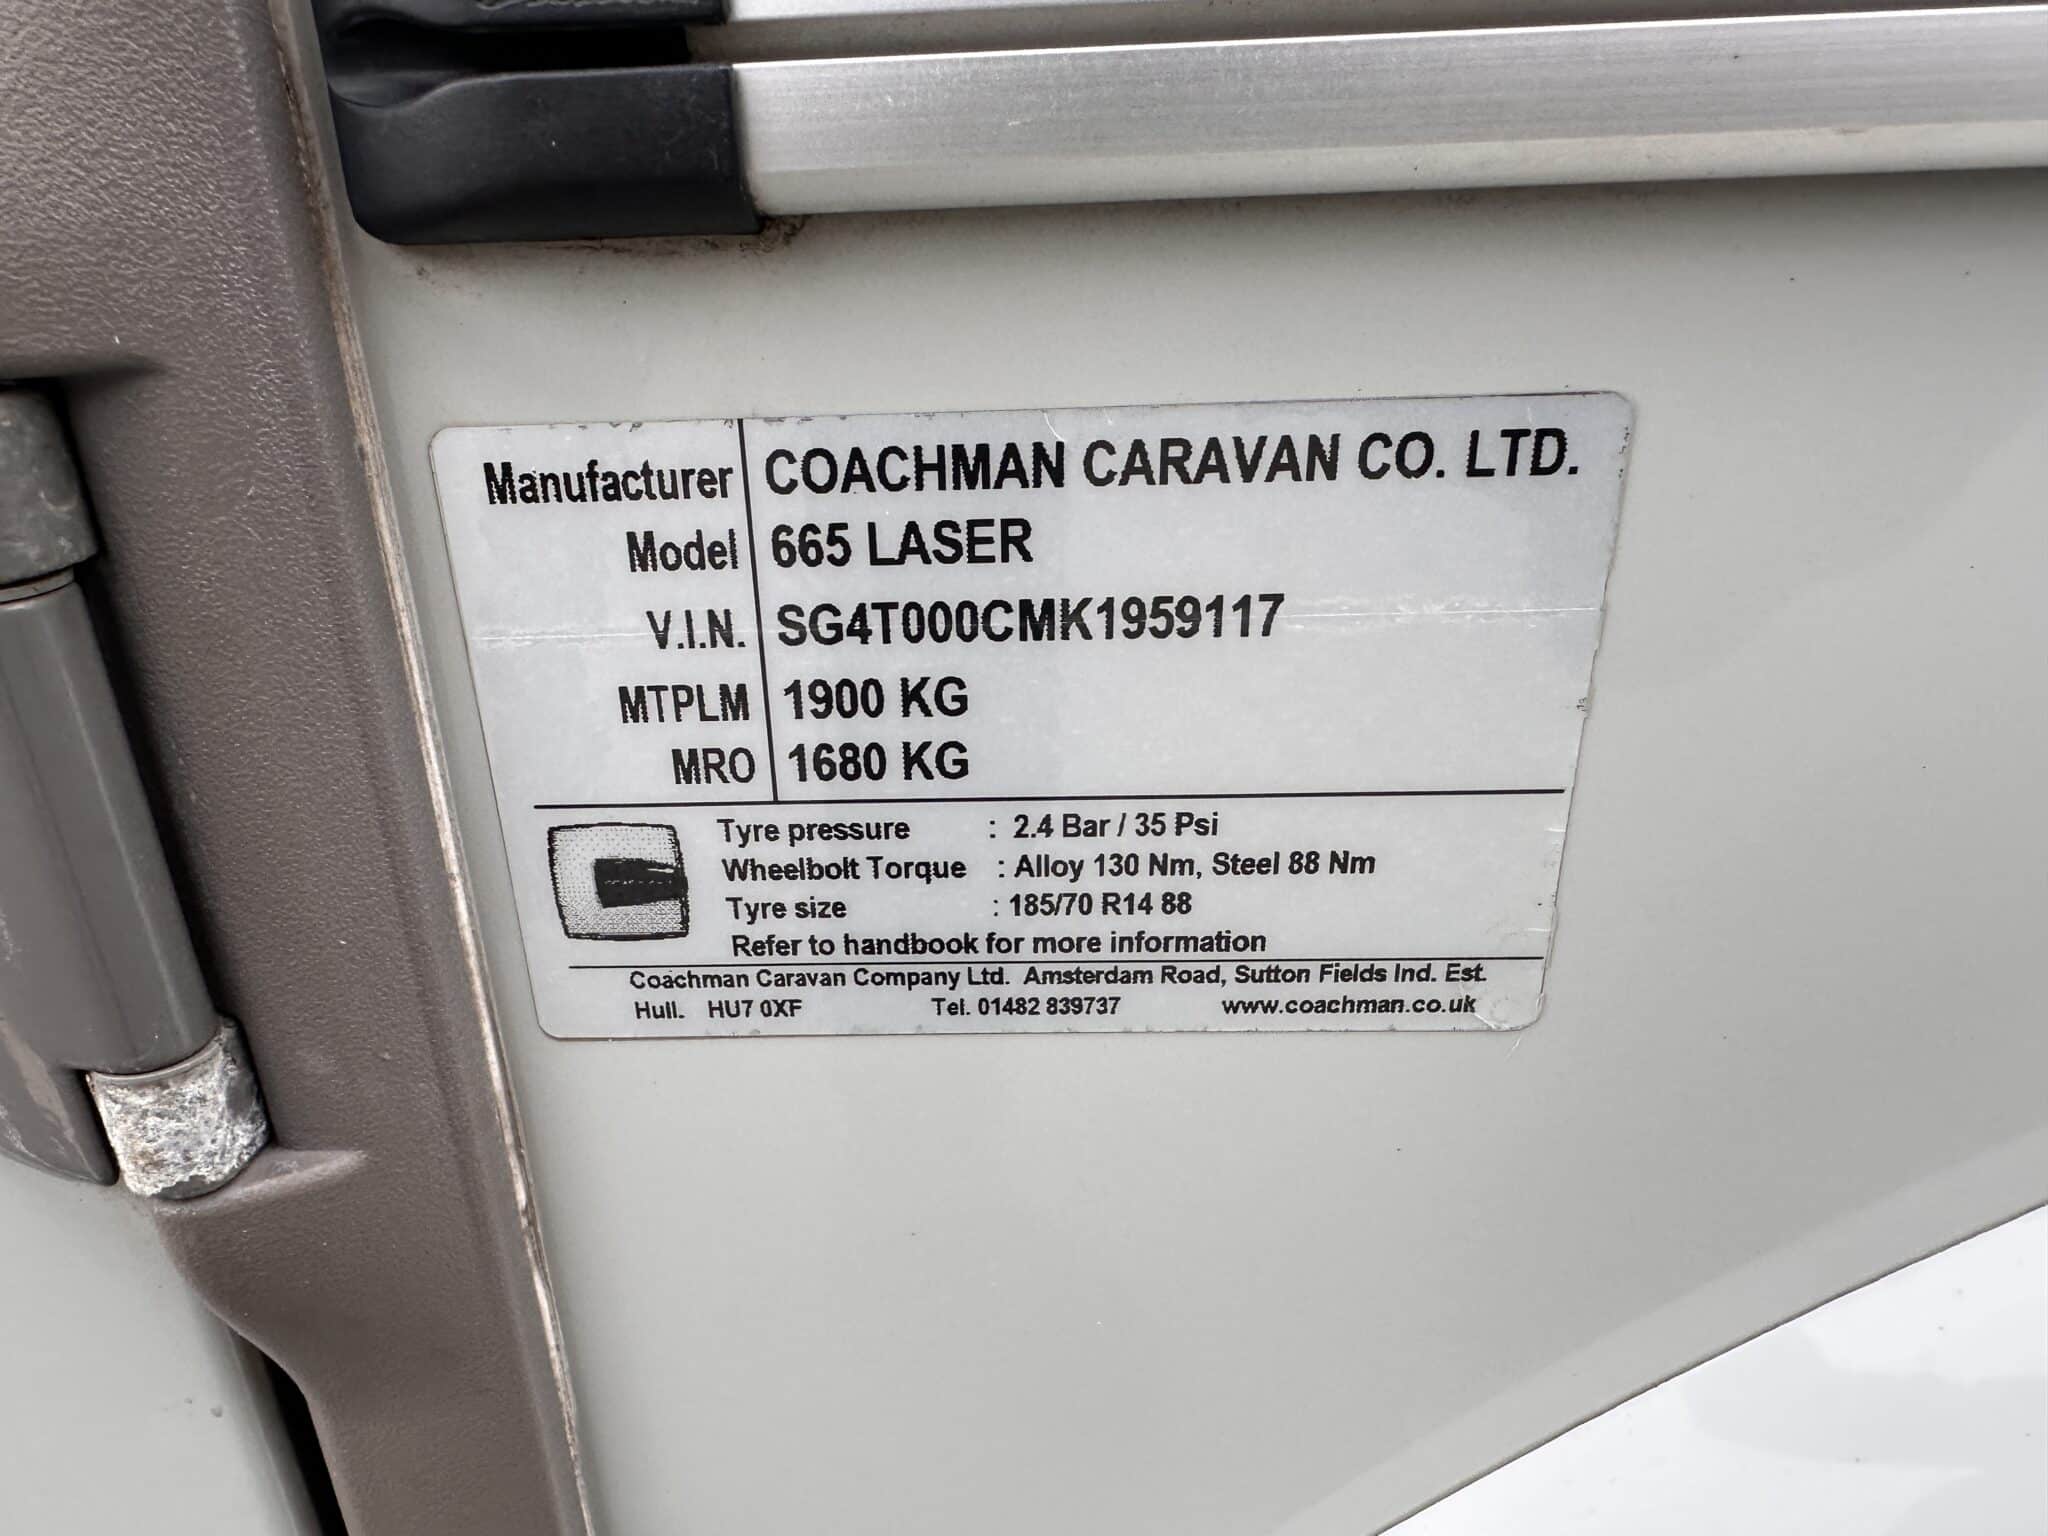 Manufacturer COACHMAN CARAVAN CO. LTD.
Model 665 LASER
V.I.N. SG4T000CMK1959117
MTPLM 1900 KG
MRO 1680 KG
Tyre pressure : 2.4 Bar / 35 Psi
Wheelbolt Torque : Alloy 130 Nm, Steel 88 Nm
Tyre size : 185/70 R14 88
Refer to handbook for more information
Coachman Caravan Company Ltd. Amsterdam Road, Sutton Fields Ind. Est.
Hull. HU7 0XF Tel. 01482 839737 www.coachman.co.uk